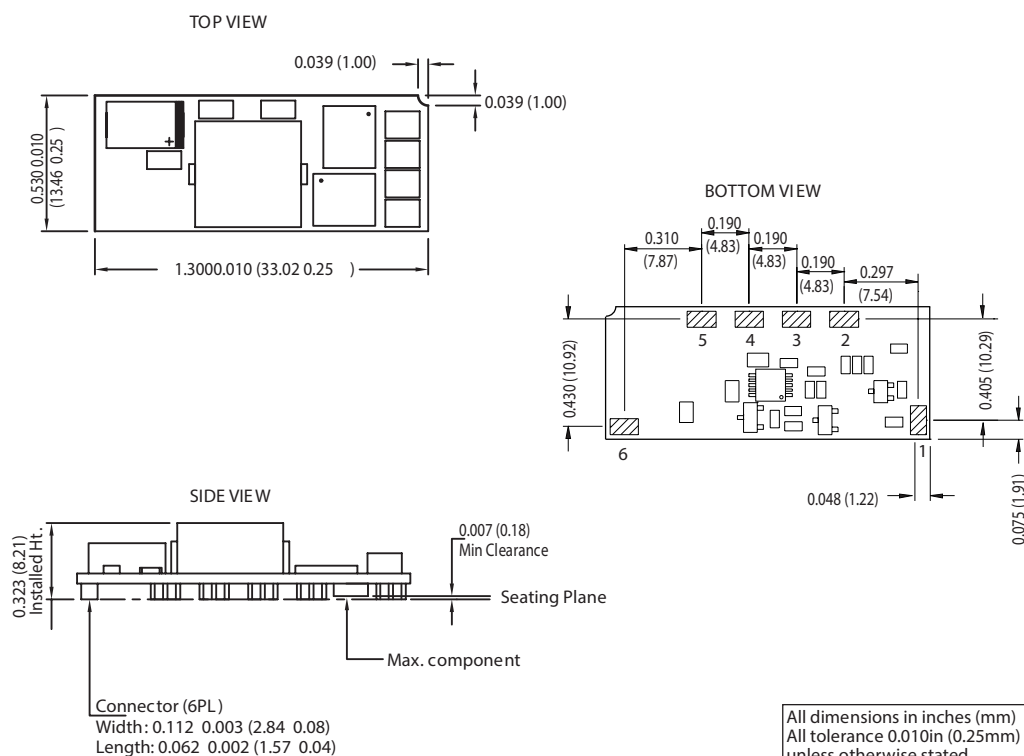 TOP VIEW
0.039 (1.00)
0.039 (1.00)
0.530 0.010
(13.46 0.25 )
+
1.3000.010 (33.02 0.25 )
BOTTOM VIEW
0.190
(4.83)
0.310
(7.87)
0.190
(4.83)
0.190
(4.83)
0.297
(7.54)
5
4
3
2
0.430 (10.92)
0.405 (10.29)
6
1
0.048 (1.22)
0.075 (1.91)
SIDE VIEW
0.323 (8.21)
Installed Ht.
0.007 (0.18)
Min Clearance
Seating Plane
Max. component
Connector (6PL)
Width: 0.112 0.003 (2.84 0.08)
Length: 0.062 0.002 (1.57 0.04)
All dimensions in inches (mm)
All tolerance 0.010in (0.25mm)
unless otherwise stated